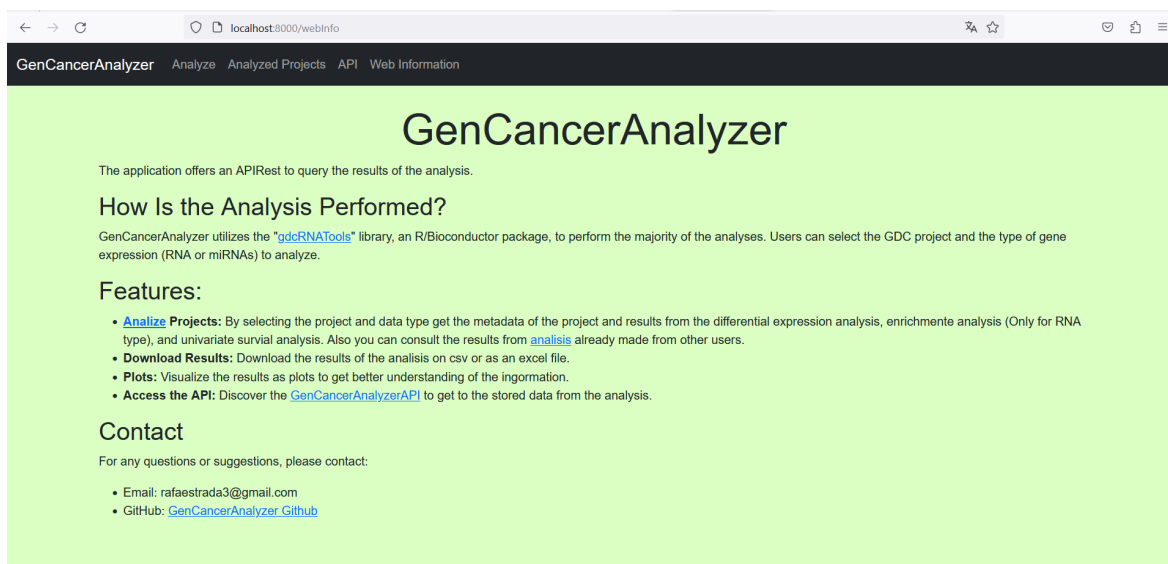 localhost:8000/webInfo
GenCancerAnalyzer Analyze Analyzed Projects API Web Information
GenCancerAnalyzer
The application offers an APIRest to query the results of the analysis.
How Is the Analysis Performed?
GenCancerAnalyzer utilizes the "gdcRNATools" library, an R/Bioconductor package, to perform the majority of the analyses. Users can select the GDC project and the type of gene
expression (RNA or miRNAs) to analyze.
Features:
• Analize Projects: By selecting the project and data type get the metadata of the project and results from the differential expression analysis, enrichmente analysis (Only for RNA
type), and univariate survial analysis. Also you can consult the results from analisis already made from other users.
• Download Results: Download the results of the analisis on csv or as an excel file.
• Plots: Visualize the results as plots to get better understanding of the ingormation.
• Access the API: Discover the GenCancerAnalyzerAPI to get to the stored data from the analysis.
Contact
For any questions or suggestions, please contact:
• Email: rafaestrada3@gmail.com
• GitHub: GenCancerAnalyzer Github